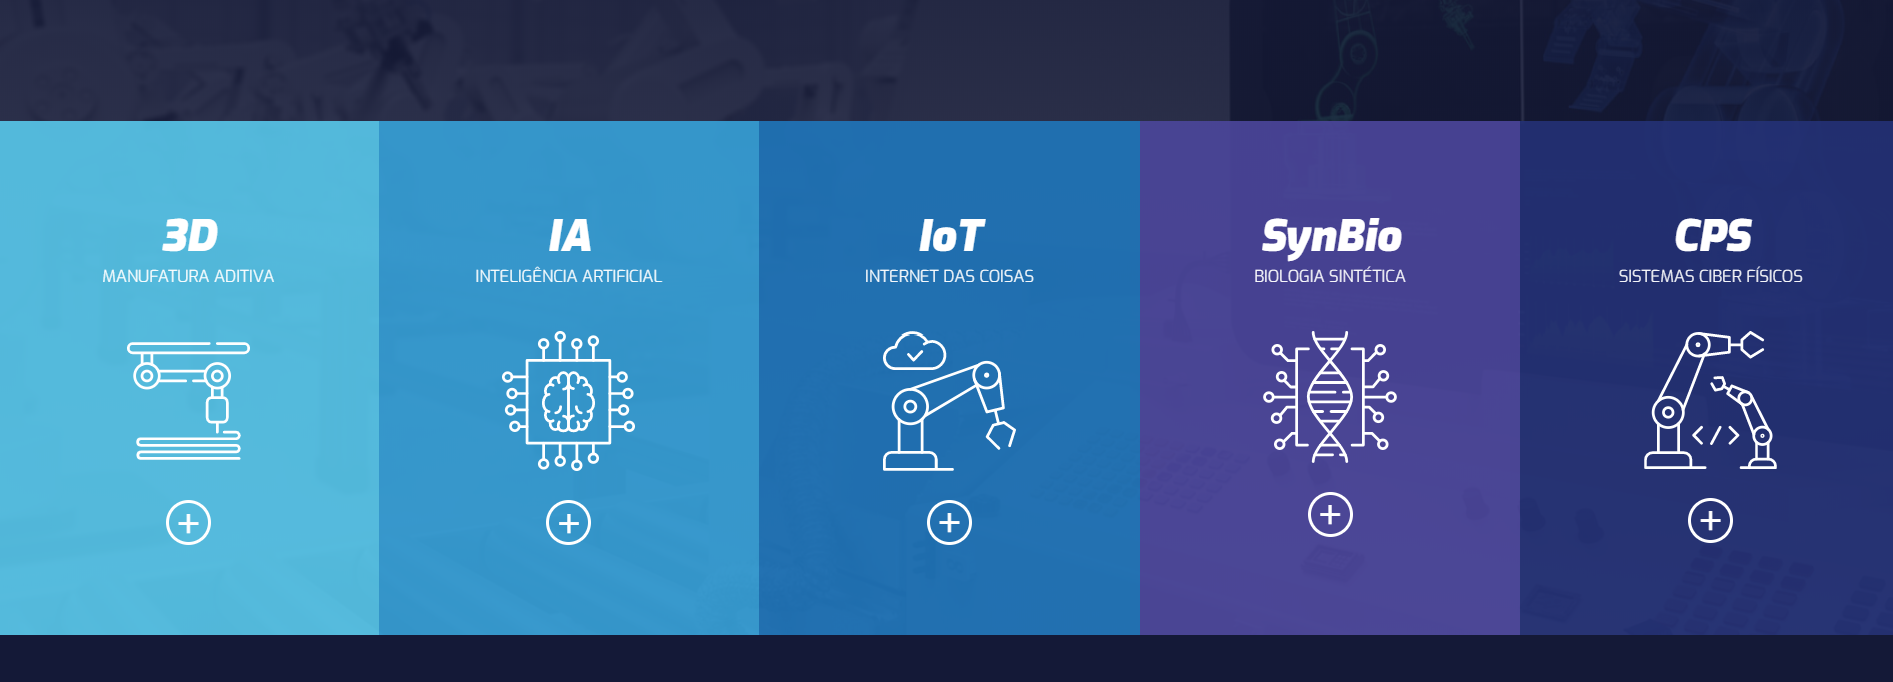 3D
MANUFATURA ADITIVA
IA
INTELIGÊNCIA ARTIFICIAL
IoT
INTERNET DAS COISAS
SynBio
BIOLOGIA SINTÉTICA
CPS
SISTEMAS CIBER FÍSICOS